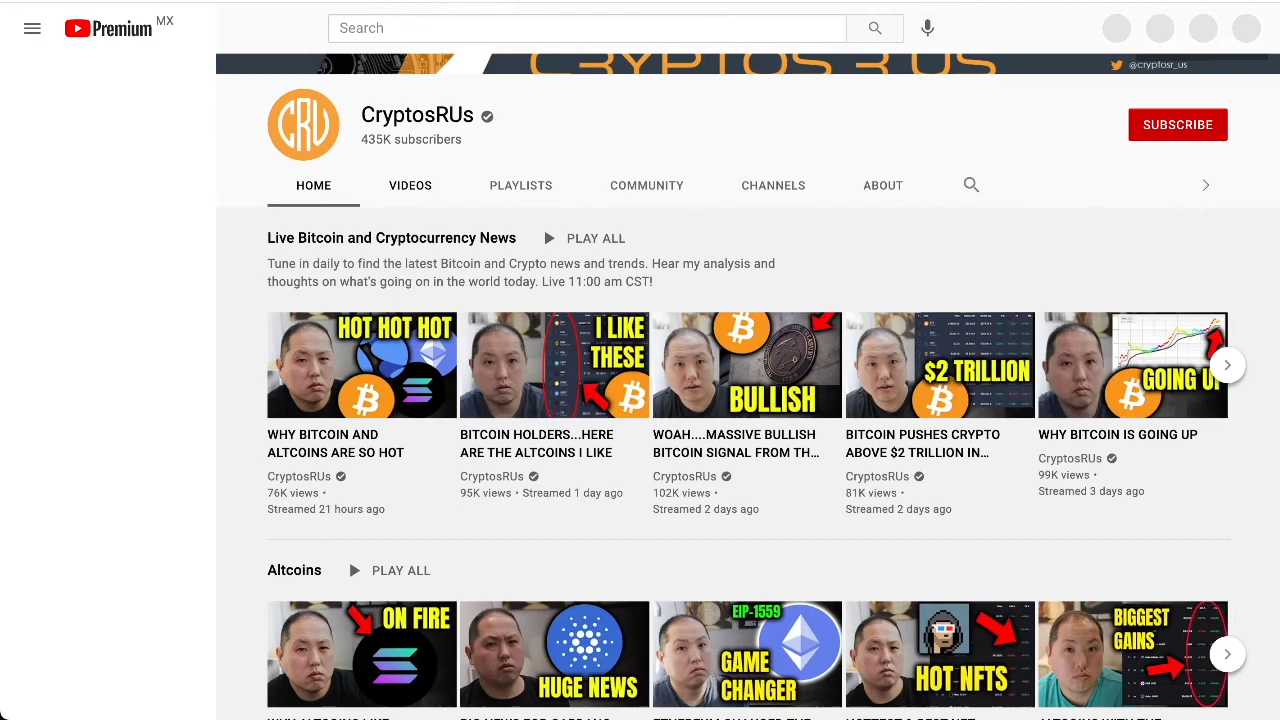 Premium MX
Search
CRYPTOS R US
@cryptosr_us
CRU
CryptosRUs
435K subscribers
SUBSCRIBE
HOME
VIDEOS
PLAYLISTS
COMMUNITY
CHANNELS
ABOUT
Live Bitcoin and Cryptocurrency News
PLAY ALL
Tune in daily to find the latest Bitcoin and Crypto news and trends. Hear my analysis and
thoughts on what's going on in the world today. Live 11:00 am CST!
HOT HOT HOT
I LIKE
THESE
BULLISH
$2 TRILLION
GOING UP
WHY BITCOIN AND
ALTCOINS ARE SO HOT
CryptosRUs
76K views •
Streamed 21 hours ago
BITCOIN HOLDERS...HERE
ARE THE ALTCOINS I LIKE
CryptosRUs
95K views • Streamed 1 day ago
WOAH....MASSIVE BULLISH
BITCOIN SIGNAL FROM TH...
CryptosRUs
102K views •
Streamed 2 days ago
BITCOIN PUSHES CRYPTO
ABOVE $2 TRILLION IN...
CryptosRUs
81K views •
Streamed 2 days ago
WHY BITCOIN IS GOING UP
CryptosRUs
99K views •
Streamed 3 days ago
Altcoins
PLAY ALL
ON FIRE
HUGE NEWS
EIP-1559
GAME
CHANGER
HOT NFTS
BIGGEST
GAINS